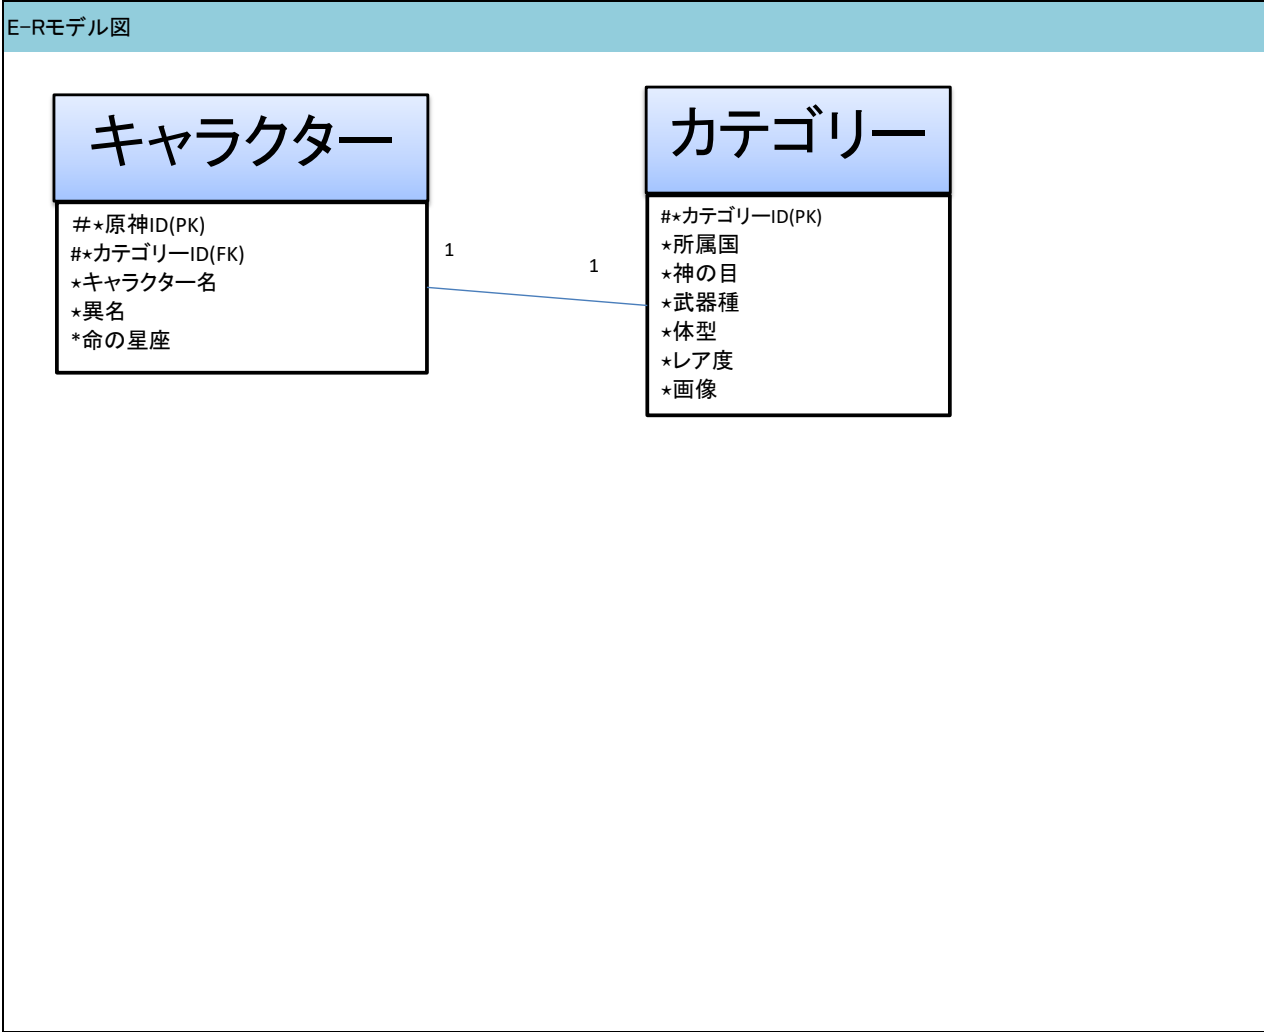 E-Rモデル図
キャラクター
#⋆原神ID(PK)
#⋆カテゴリーID(FK)
⋆キャラクター名
⋆異名
*命の星座
1
1
カテゴリー
#⋆カテゴリーID(PK)
⋆所属国
⋆神の目
⋆武器種
⋆体型
⋆レア度
⋆画像